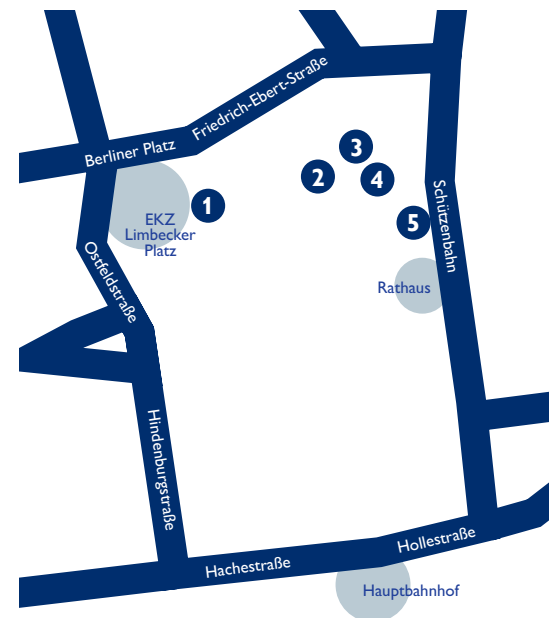 Friedrich-Ebert-Straße
Berliner Platz
3
2
4
1
5
Schützenbahn
EKZ
Limbecker
Platz
Ostfeldstraße
Rathaus
Hindenburgstraße
Hollestraße
Hachestraße
Hauptbahnhof